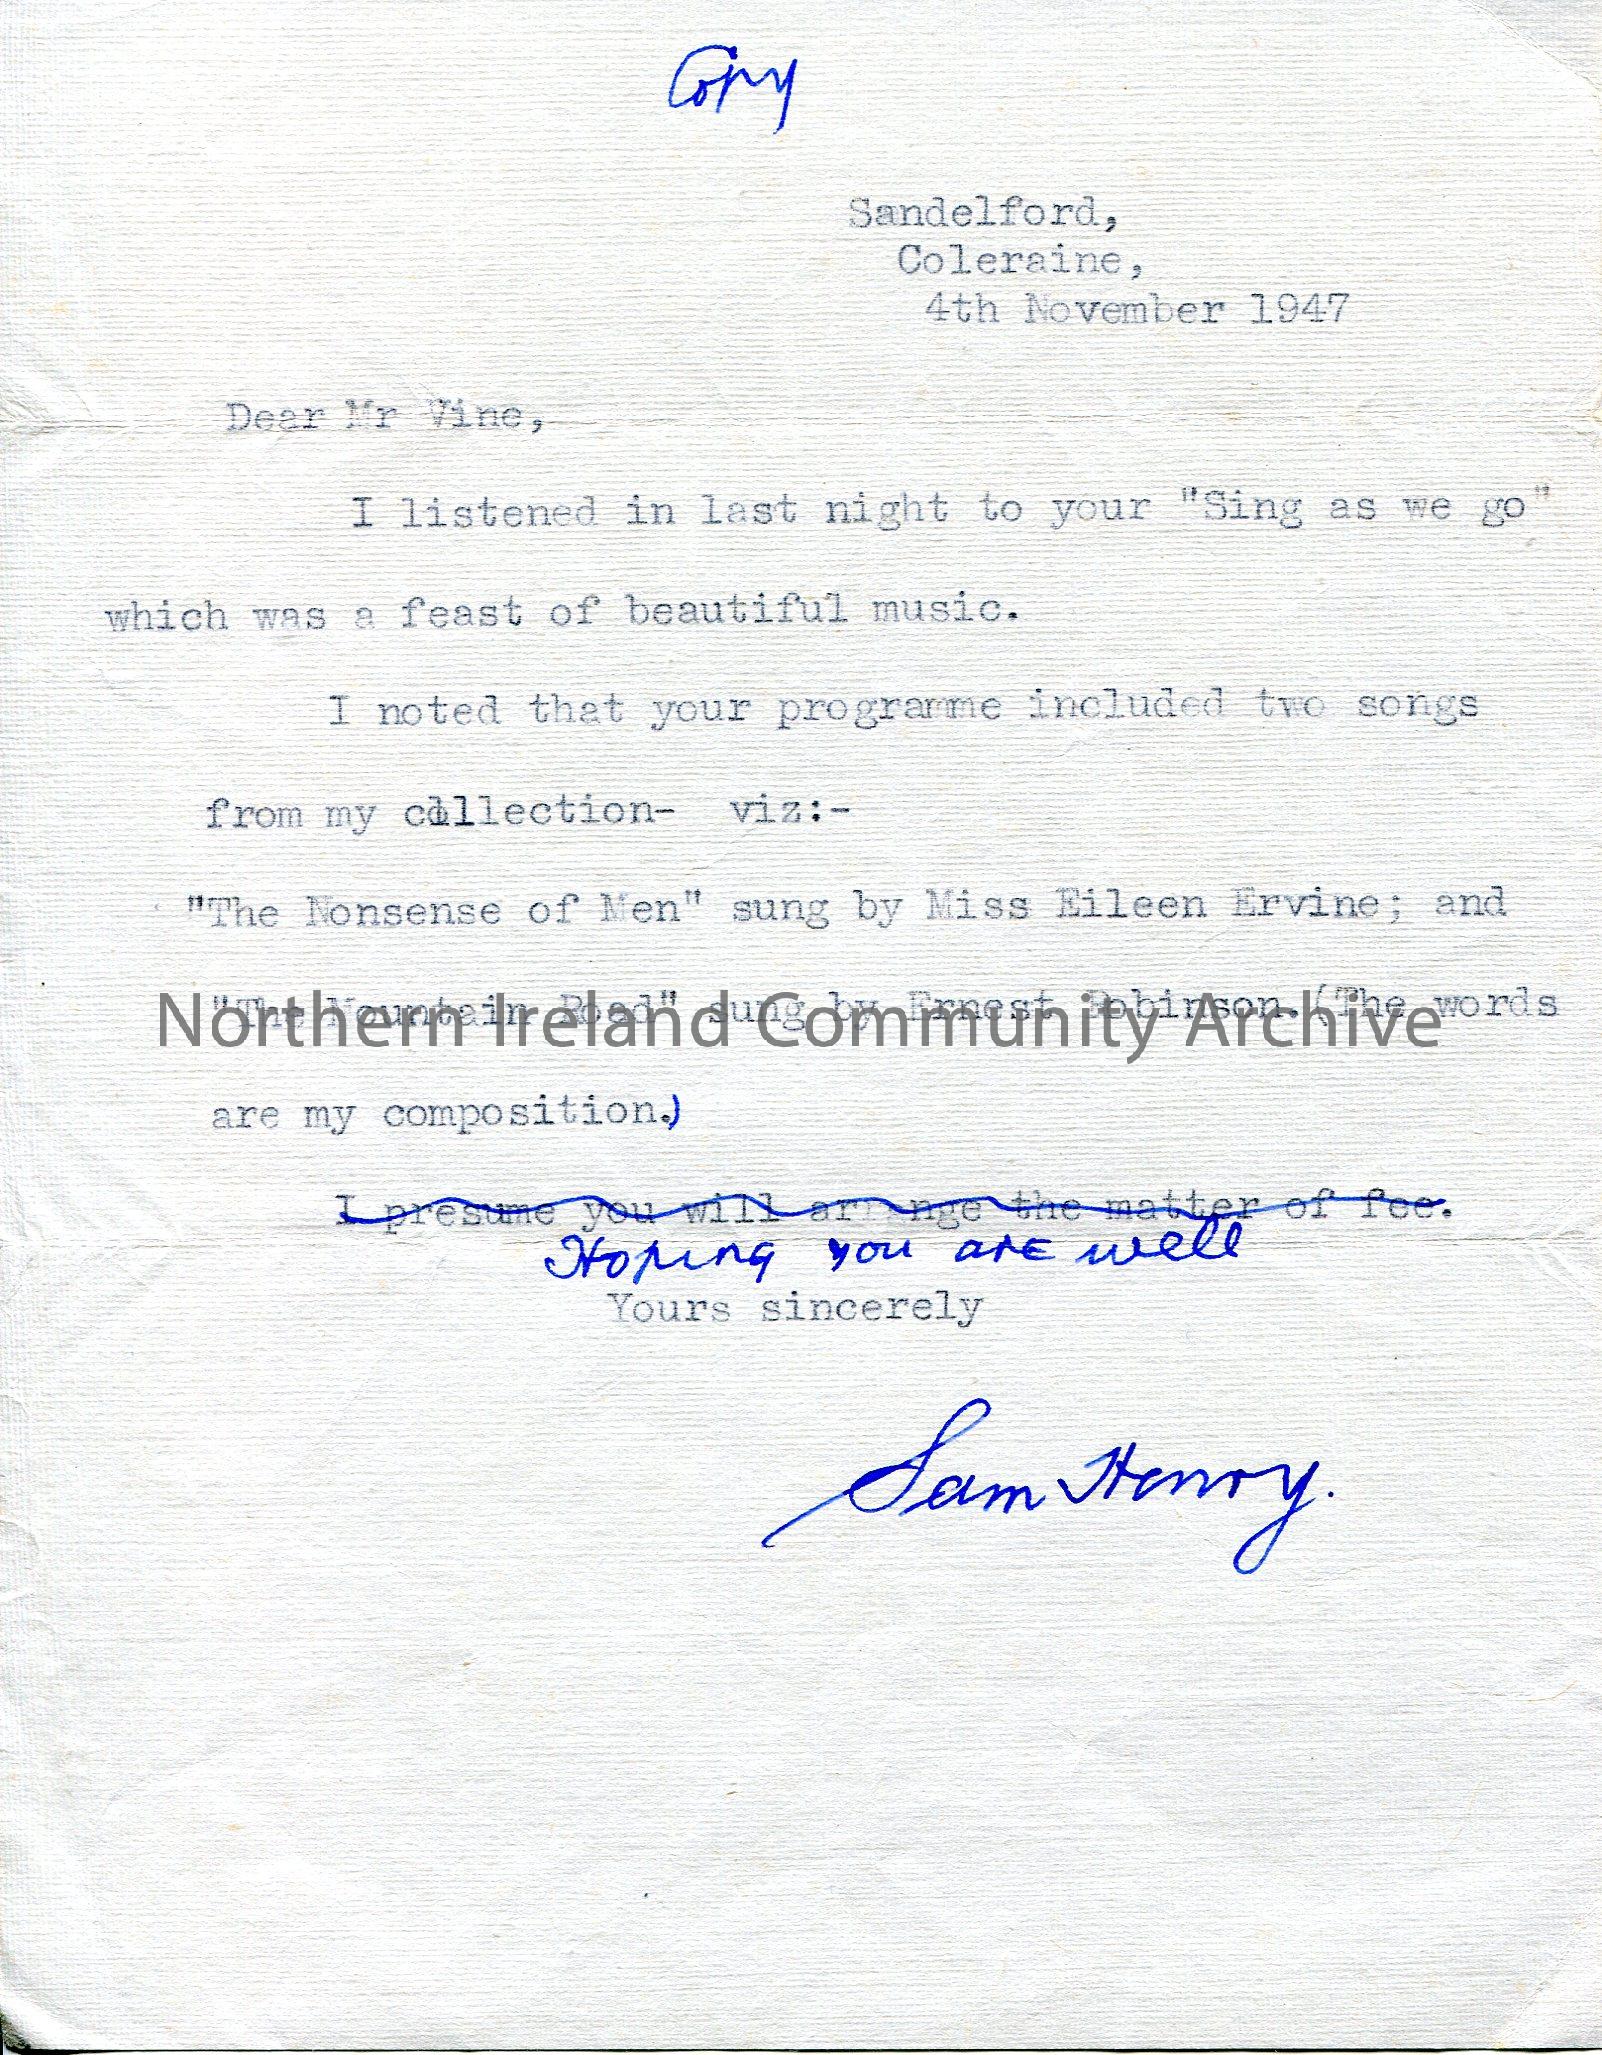 Copy
Sandelford,
Coleraine,
4th November 1947
Dear Mr Vine,
I listened in last night to your "Sing as we go"
which was a feast of beautiful music.
I noted that your programme included two songs
from my collection- viz:-
"The Nonsense of Men" sung by Miss Eileen Ervine; and
"The Mountain Road" sung by Ernest Robinson.(The words
Northern Ireland Community Archive
are my composition.)
I presume you will arrange the matter of fee.
Hoping you are well
Yours sincerely
Sam Henry.